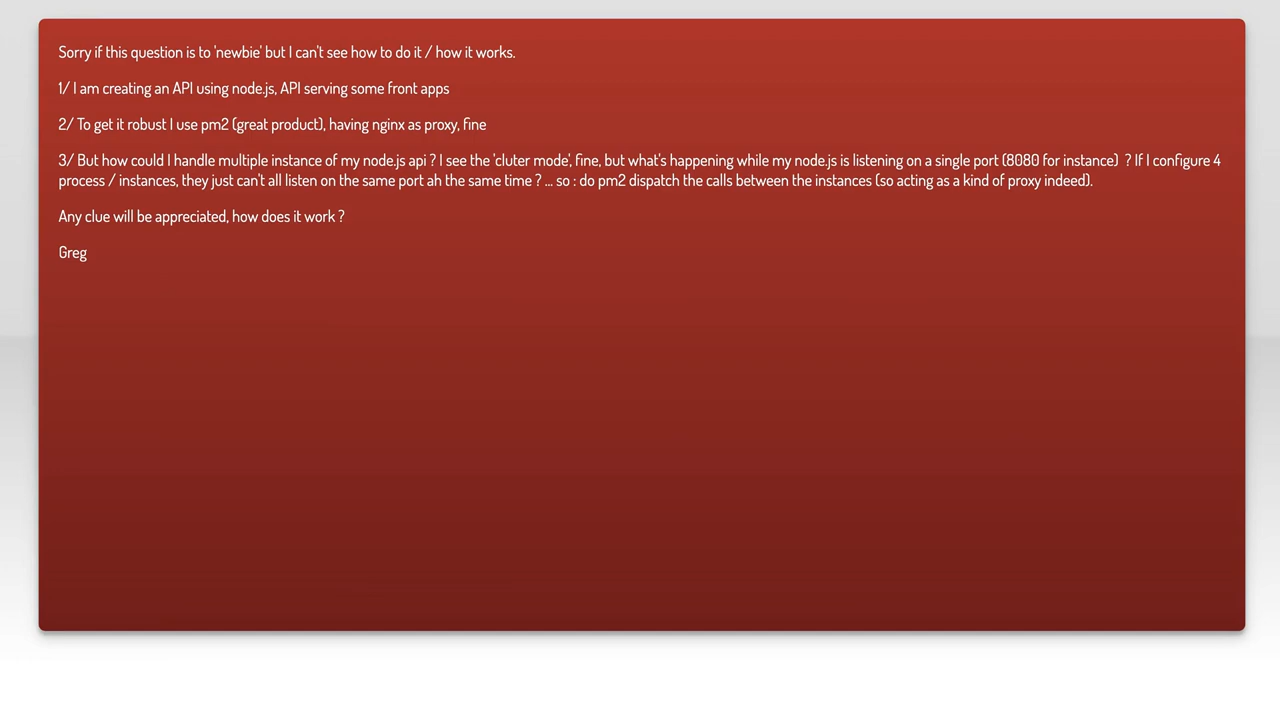 Sorry if this question is to 'newbie' but I can't see how to do it / how it works.
1/ I am creating an API using node.js, API serving some front apps
2/ To get it robust I use pm2 (great product), having nginx as proxy, fine
3/ But how could I handle multiple instance of my node.js api ? I see the 'cluter mode', fine, but what's happening while my node.js is listening on a single port (8080 for instance)  ? If I configure 4
process / instances, they just can't all listen on the same port ah the same time ? ... so : do pm2 dispatch the calls between the instances (so acting as a kind of proxy indeed).
Any clue will be appreciated, how does it work ?
Greg